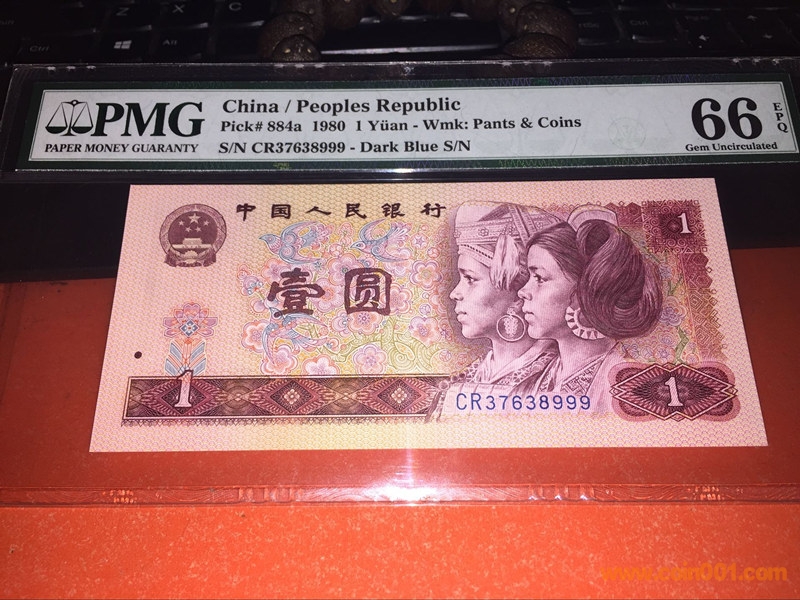 PMG
PAPER MONEY GUARANTY
China / Peoples Republic
Pick# 884a 1980 1 Yüan - Wmk: Pants & Coins
S/N CR37638999 - Dark Blue S/N
66 EPQ
Gem Uncirculated
中国人民银行
1
壹圆
1
CR37638999
1
www.coin001.com